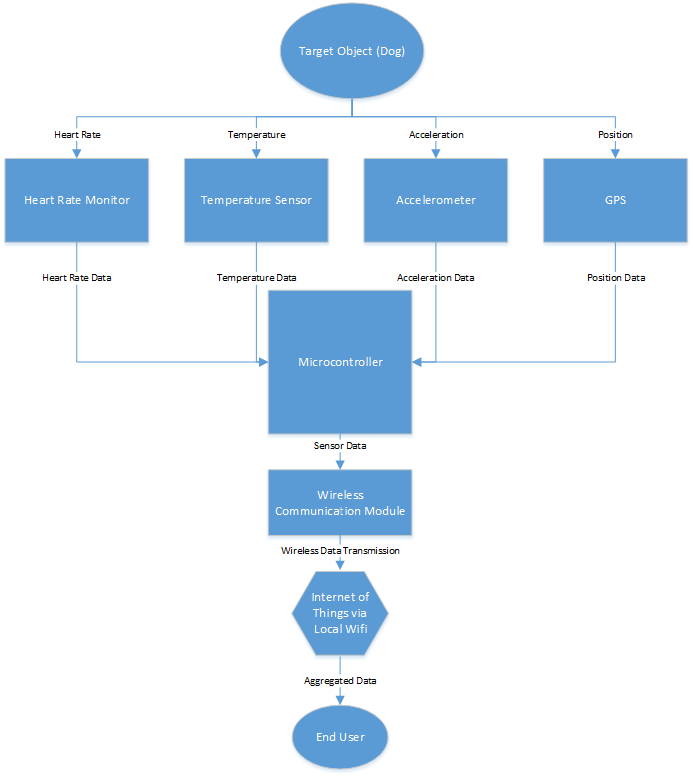 Target Object (Dog)
Heart Rate
Temperature
Acceleration
Position
Heart Rate Monitor
Temperature Sensor
Accelerometer
GPS
Heart Rate Data
Temperature Data
Acceleration Data
Position Data
Microcontroller
Sensor Data
Wireless
Communication Module
Wireless Data Transmission
Internet of
Things via
Local Wifi
Aggregated Data
End User